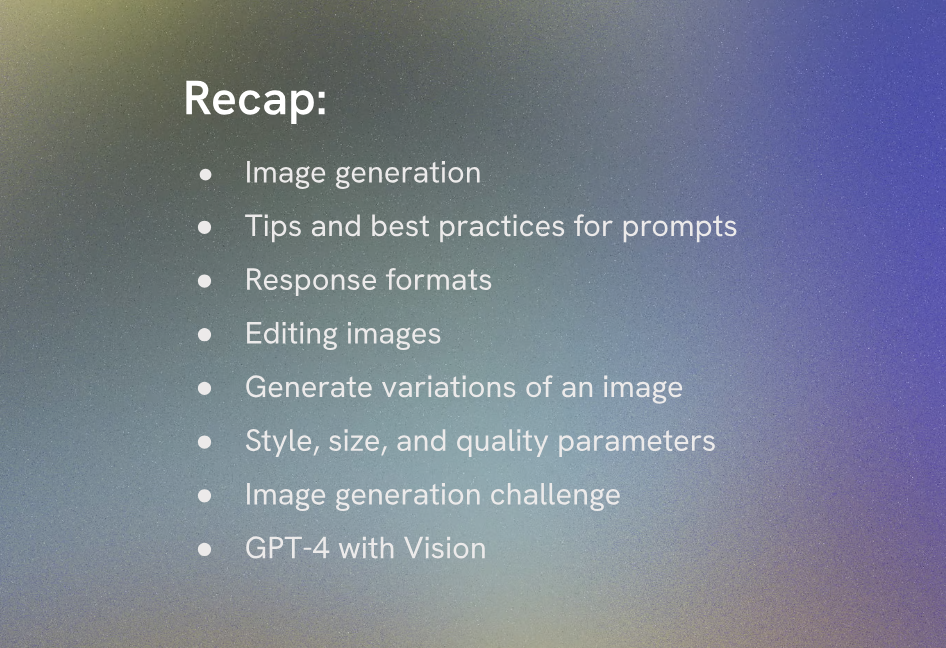 Recap:
● Image generation
● Tips and best practices for prompts
● Response formats
● Editing images
● Generate variations of an image
● Style, size, and quality parameters
● Image generation challenge
● GPT-4 with Vision